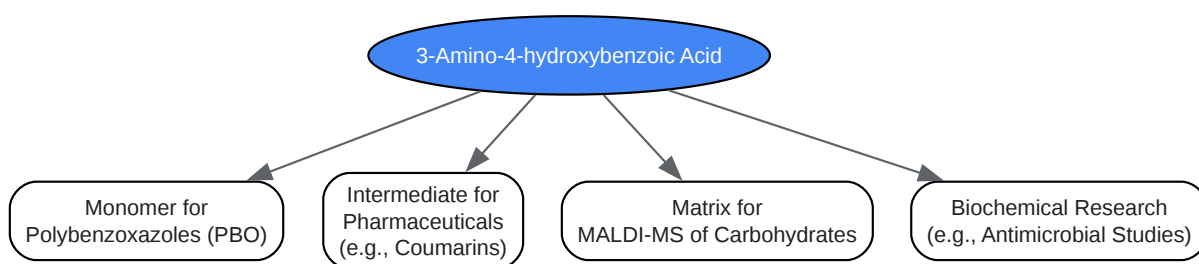 3-Amino-4-hydroxybenzoic Acid
Monomer for
Polybenzoxazoles (PBO)
Intermediate for
Pharmaceuticals
(e.g., Coumarins)
Matrix for
MALDI-MS of Carbohydrates
Biochemical Research
(e.g., Antimicrobial Studies)